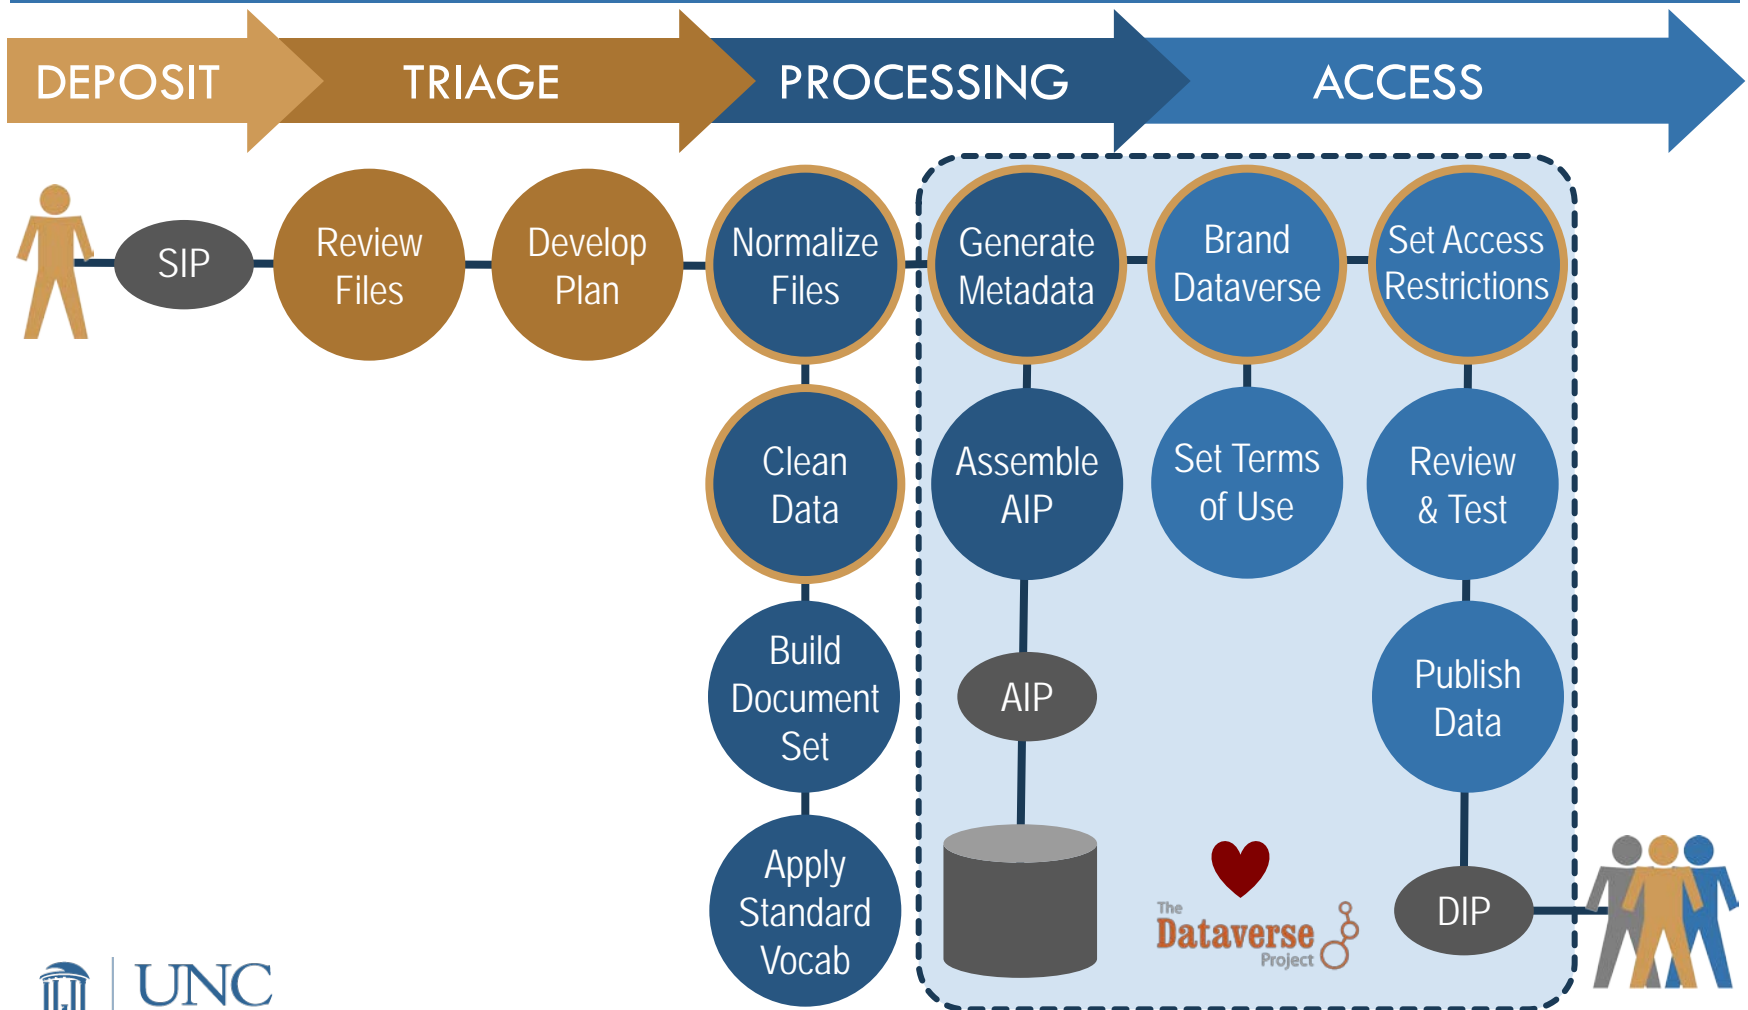 DEPOSIT
TRIAGE
PROCESSING
ACCESS
SIP
Review
Files
Develop
Plan
Normalize
Files
Generate
Metadata
Brand
Dataverse
Set Access
Restrictions
Clean
Data
Assemble
AIP
Set Terms
of Use
Review
& Test
Build
Document
Set
AIP
Publish
Data
Apply
Standard
Vocab
The
Dataverse
Project
DIP
UNC